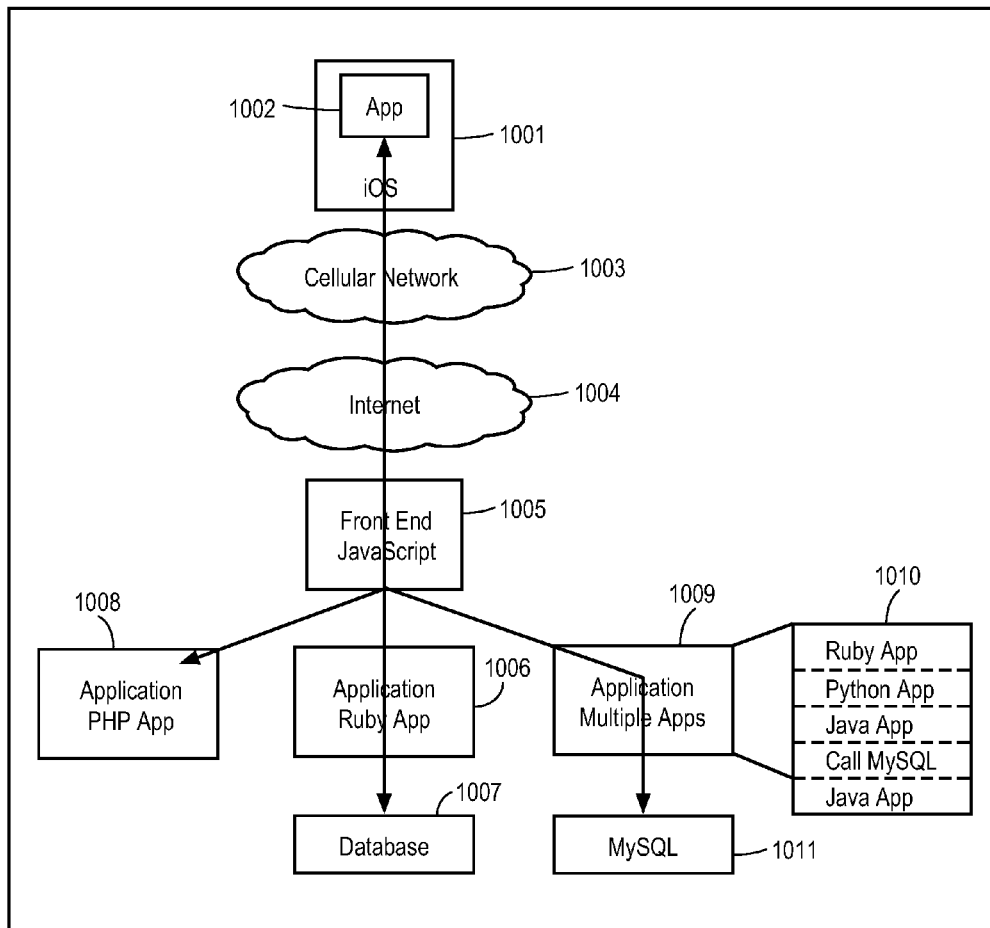 App
1002
1001
iOS
Cellular Network
1003
Internet
1004
Front End
JavaScript
1005
1008
1009
1010
Application
PHP App
Application
Ruby App
1006
Application
Multiple Apps
Ruby App
Python App
Java App
Call MySQL
Java App
1007
Database
MySQL
1011